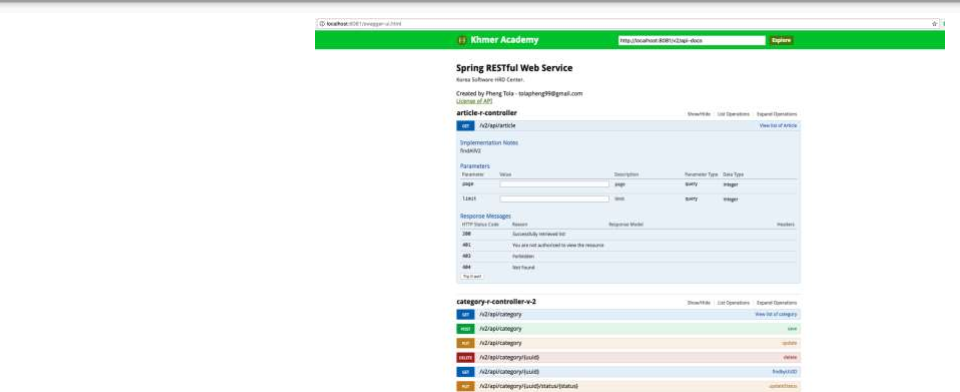 localhost:8081/swagger-ui.html
Khmer Academy http://localhost:8081/v2/api-docs Explore
Spring RESTful Web Service
Korea Software HRD Center.
Created by Pheng Tola - tolapheng99@gmail.com
License of API
article-r-controller Show/Hide List Operations Expand Operations
GET /v2/api/article View list of Article
Implementation Notes
findAllV2
Parameters
Parameter Value Description Parameter Type Data Type
page page query integer
limit limit query integer
Response Messages
HTTP Status Code Reason Response Model Headers
200 Successfully retrieved list
401 You are not authorized to view the resource
403 Forbidden
404 Not Found
Try it out!
category-r-controller-v-2 Show/Hide List Operations Expand Operations
GET /v2/api/category View list of category
POST /v2/api/category save
PUT /v2/api/category update
DELETE /v2/api/category/{uuid} delete
GET /v2/api/category/{uuid} findByUUID
PUT /v2/api/category/{uuid}/status/{status} updateStatus